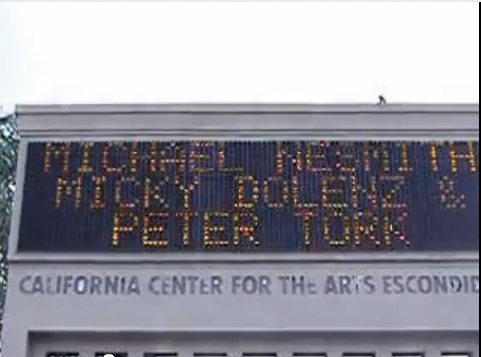 MICHAEL NESMITH
MICKY DOLENZ &
PETER TORK
CALIFORNIA CENTER FOR THE ARTS ESCONDID